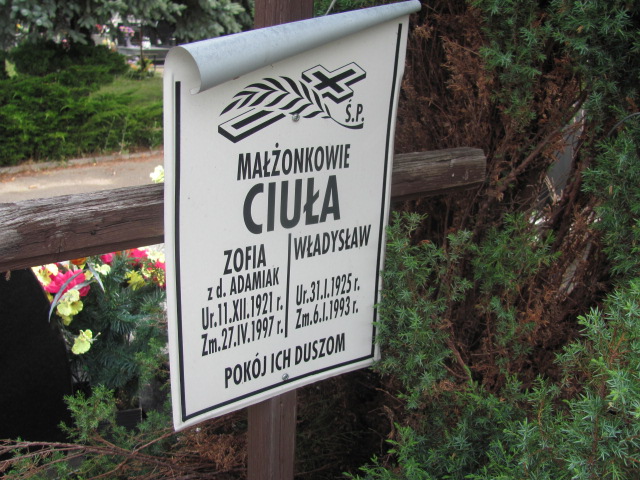 Ś.P.
MAŁŻONKOWIE
CIUŁA
ZOFIA
z d. ADAMIAK
Ur.11.XII.1921 r.
Zm.27.IV.1997 r.
WŁADYSŁAW
Ur.31.I.1925 r.
Zm.6.I.1993 r.
POKÓJ ICH DUSZOM